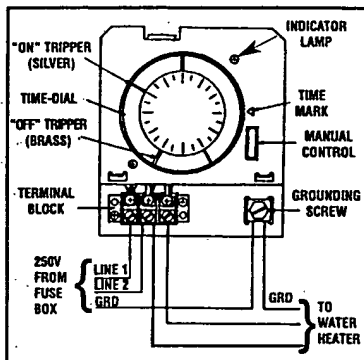 "ON" TRIPPER
(SILVER)
TIME-DIAL
"OFF" TRIPPER
(BRASS)
TERMINAL
BLOCK
250V
FROM
FUSE
BOX
LINE 1
LINE 2
GRD
INDICATOR
LAMP
TIME
MARK
MANUAL
CONTROL
GROUNDING
SCREW
GRD
TO
WATER
HEATER